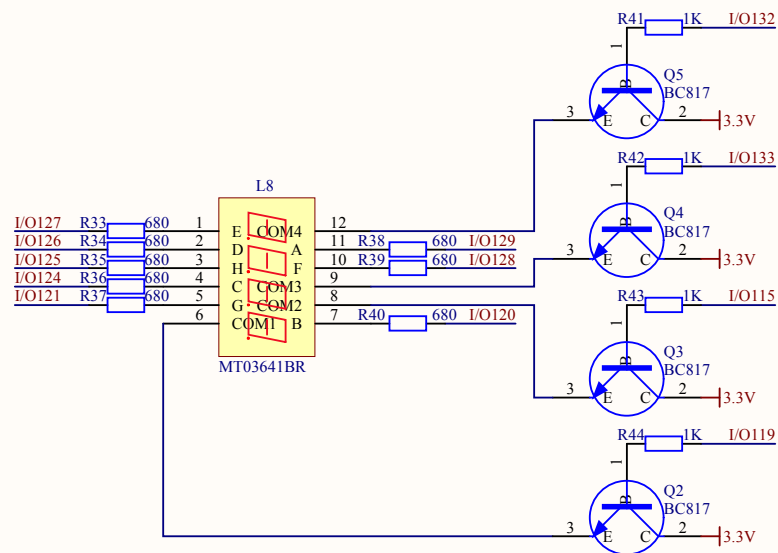 R41 1K I/O132
1
Q5
BC817
B
3 E C 2 3.3V
R42 1K I/O133
1
Q4
BC817
B
3 E C 2 3.3V
L8
I/O127 R33 680 1 E COM4 12
I/O126 R34 680 2 D A 11 R38 680 I/O129
I/O125 R35 680 3 H F 10 R39 680 I/O128
I/O124 R36 680 4 C COM3 9
I/O121 R37 680 5 G COM2 8
6 COM1 B 7 R40 680 I/O120
MT03641BR
R43 1K I/O115
1
Q3
BC817
B
3 E C 2 3.3V
R44 1K I/O119
1
Q2
BC817
B
3 E C 2 3.3V